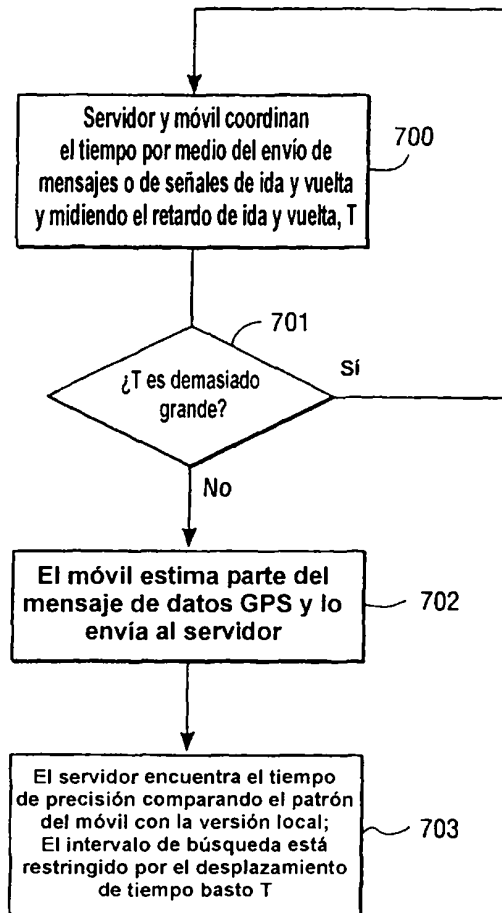 Servidor y móvil coordinan
el tiempo por medio del envío de
mensajes o de señales de ida y vuelta
y midiendo el retardo de ida y vuelta, T
700
701
¿T es demasiado
grande?
Sí
No
El móvil estima parte del
mensaje de datos GPS y lo
envía al servidor
702
El servidor encuentra el tiempo
de precisión comparando el patrón
del móvil con la versión local;
El intervalo de búsqueda está
restringido por el desplazamiento
de tiempo basto T
703